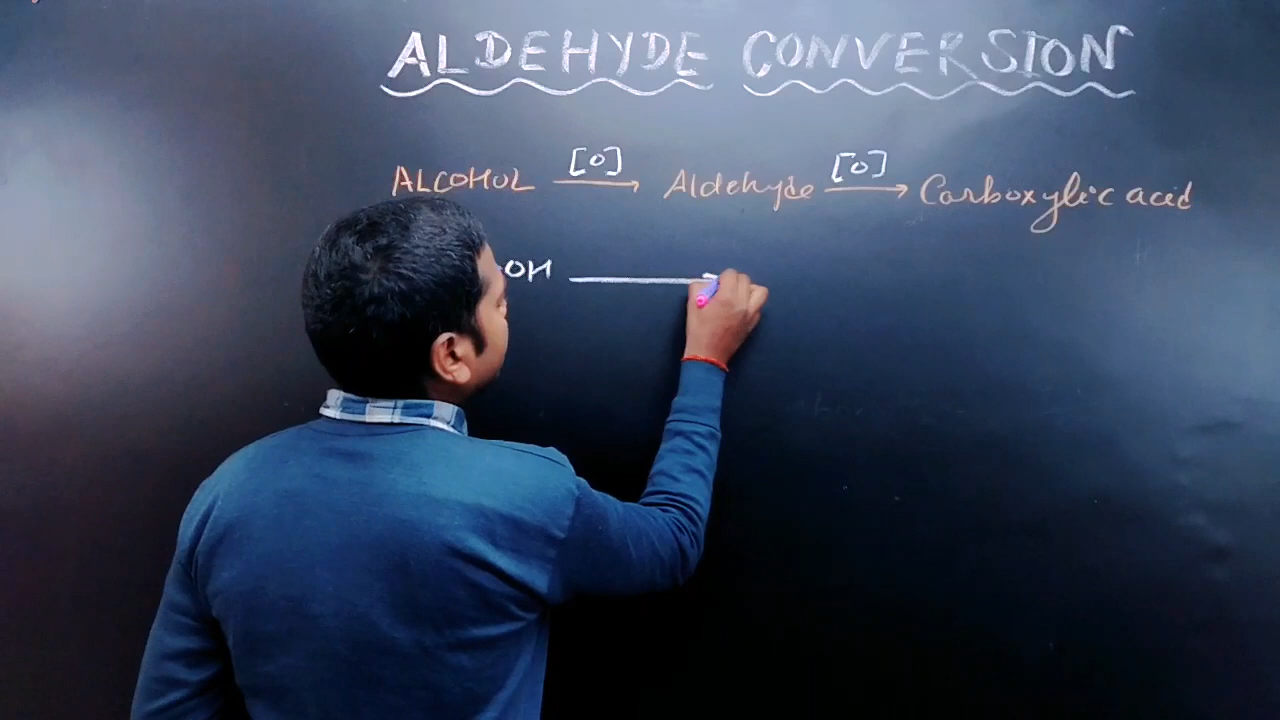 ALDEHYDE CONVERSION
ALCOHOL [O] → Aldehyde [O] → Carboxylic acid
OH